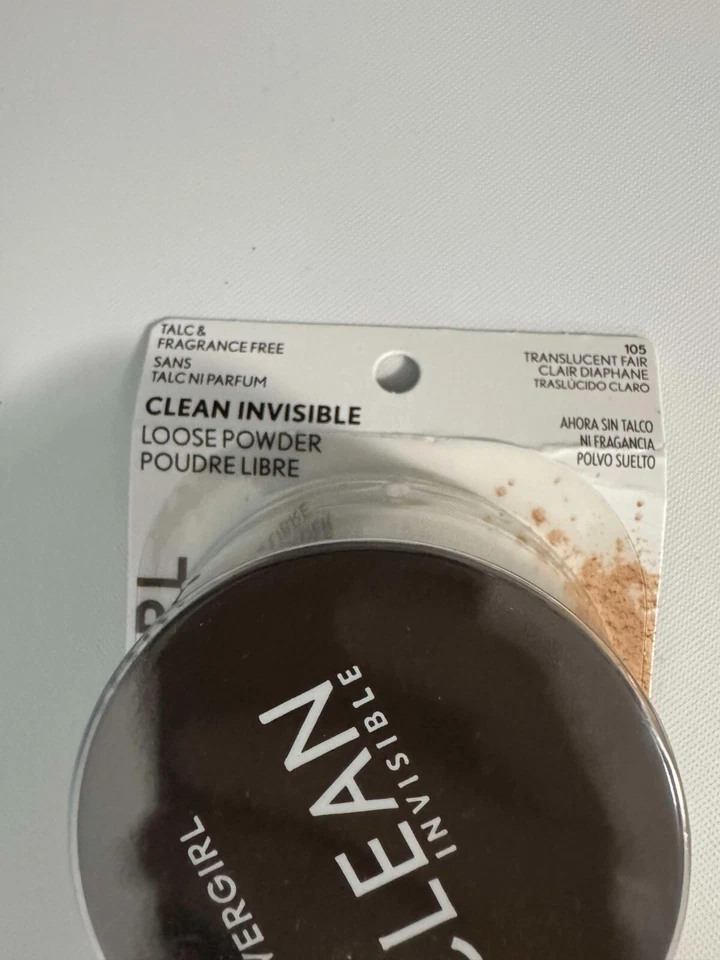 TALC &
FRAGRANCE FREE
SANS
TALC NI PARFUM
CLEAN INVISIBLE
LOOSE POWDER
POUDRE LIBRE
105
TRANSLUCENT FAIR
CLAIR DIAPHANE
TRASLÚCIDO CLARO
AHORA SIN TALCO
NI FRAGANCIA
POLVO SUELTO
VERGIRL
CLEAN
INVISIBLE